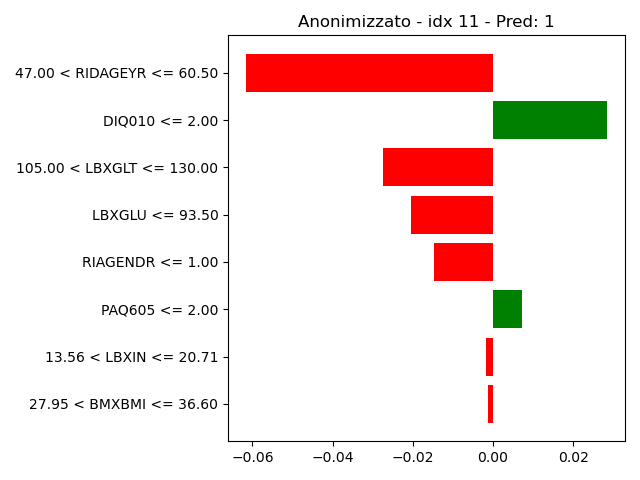 Anonimizzato - idx 11 - Pred: 1
47.00 < RIDAGEYR <= 60.50
DIQ010 <= 2.00
105.00 < LBXGLT <= 130.00
LBXGLU <= 93.50
RIAGENDR <= 1.00
PAQ605 <= 2.00
13.56 < LBXIN <= 20.71
27.95 < BMXBMI <= 36.60
−0.06 −0.04 −0.02 0.00 0.02